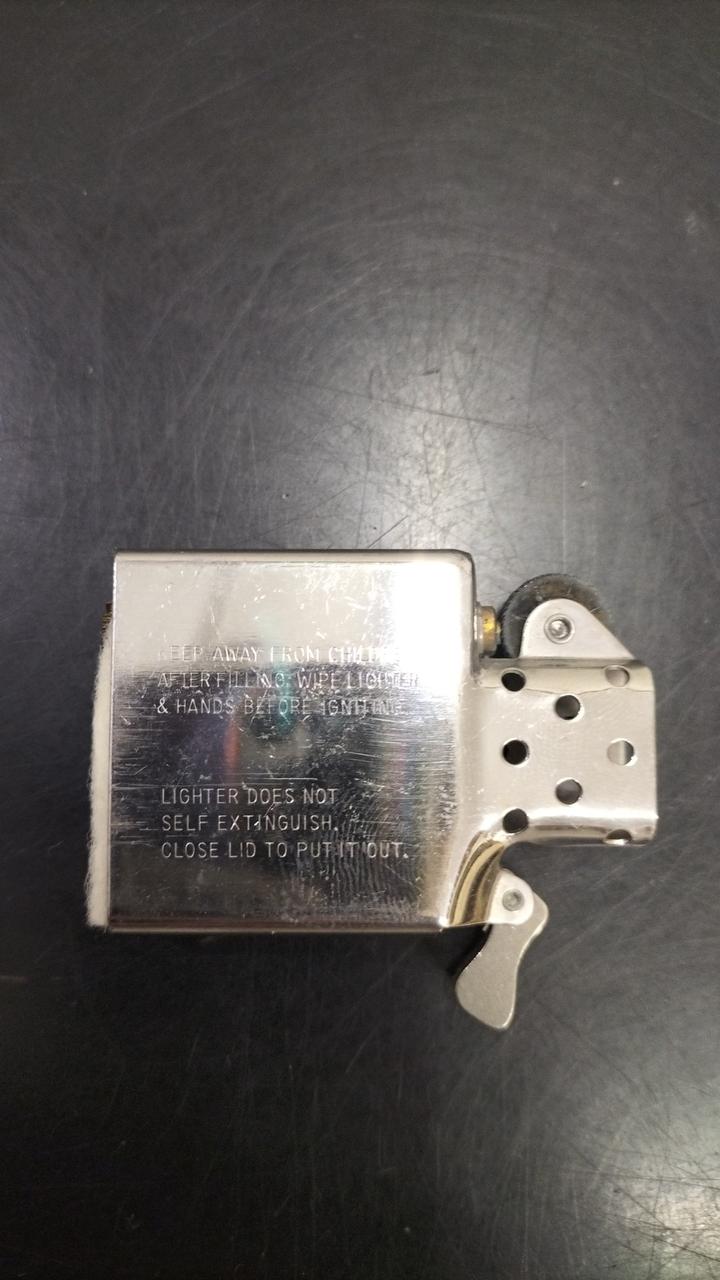 KEEP AWAY FROM CHILDREN
AFTER FILLING, WIPE LIGHTER
& HANDS BEFORE IGNITING.
LIGHTER DOES NOT
SELF EXTINGUISH.
CLOSE LID TO PUT IT OUT.